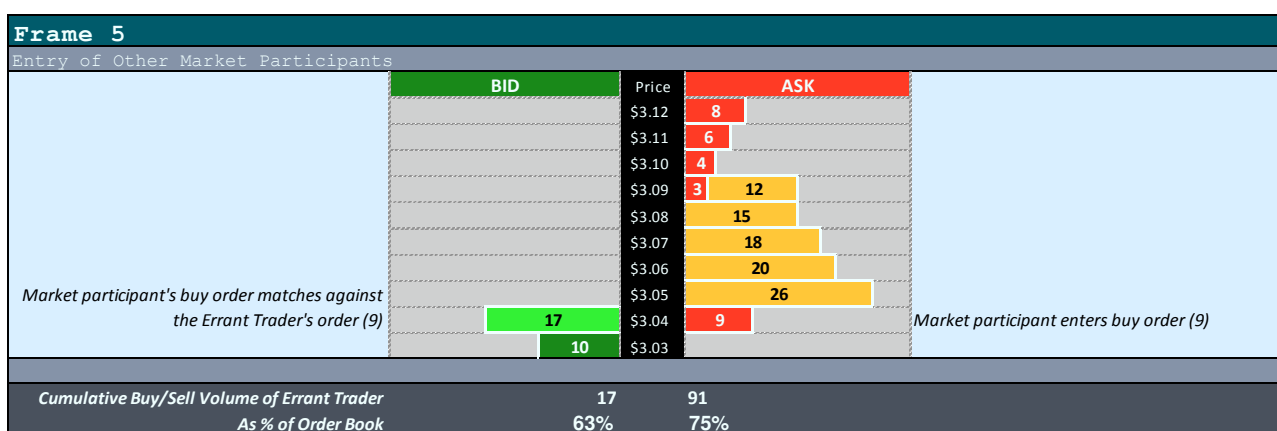 Frame 5
Entry of Other Market Participants
BID Price ASK
$3.12 8
$3.11 6
$3.10 4
$3.09 3 12
$3.08 15
$3.07 18
$3.06 20
Market participant's buy order matches against $3.05 26
the Errant Trader's order (9) 17 $3.04 9 Market participant enters buy order (9)
10 $3.03
Cumulative Buy/Sell Volume of Errant Trader 17 91
As % of Order Book 63% 75%